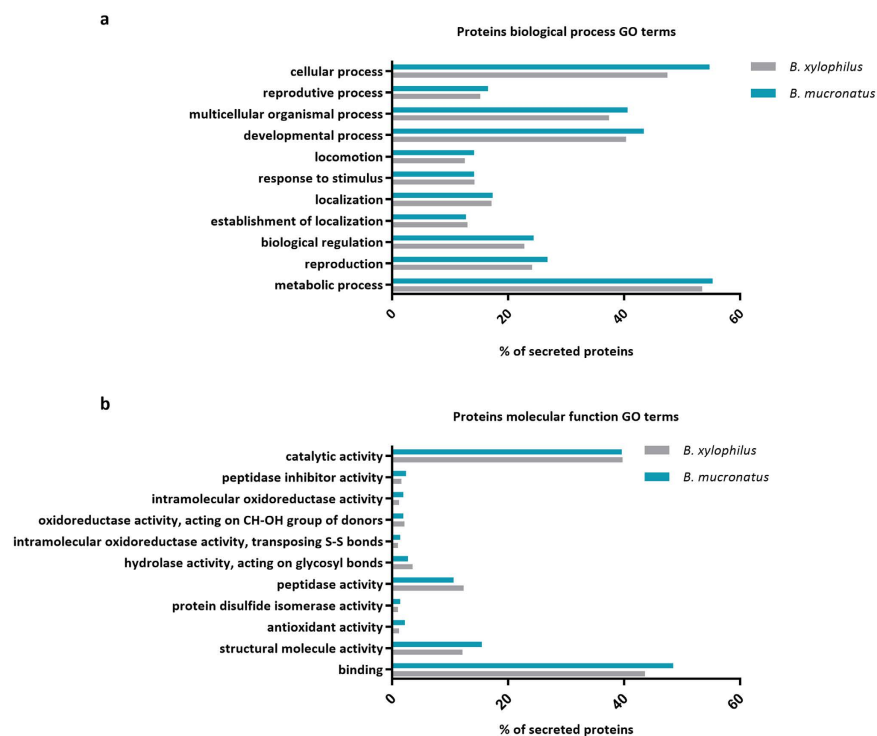 a
Proteins biological process GO terms
cellular process
reprodutive process
multicellular organismal process
developmental process
locomotion
response to stimulus
localization
establishment of localization
biological regulation
reproduction
metabolic process
B. xylophilus
B. mucronatus
0 20 40 60
% of secreted proteins
b
Proteins molecular function GO terms
catalytic activity
peptidase inhibitor activity
intramolecular oxidoreductase activity
oxidoreductase activity, acting on CH-OH group of donors
intramolecular oxidoreductase activity, transposing S-S bonds
hydrolase activity, acting on glycosyl bonds
peptidase activity
protein disulfide isomerase activity
antioxidant activity
structural molecule activity
binding
B. xylophilus
B. mucronatus
0 20 40 60
% of secreted proteins